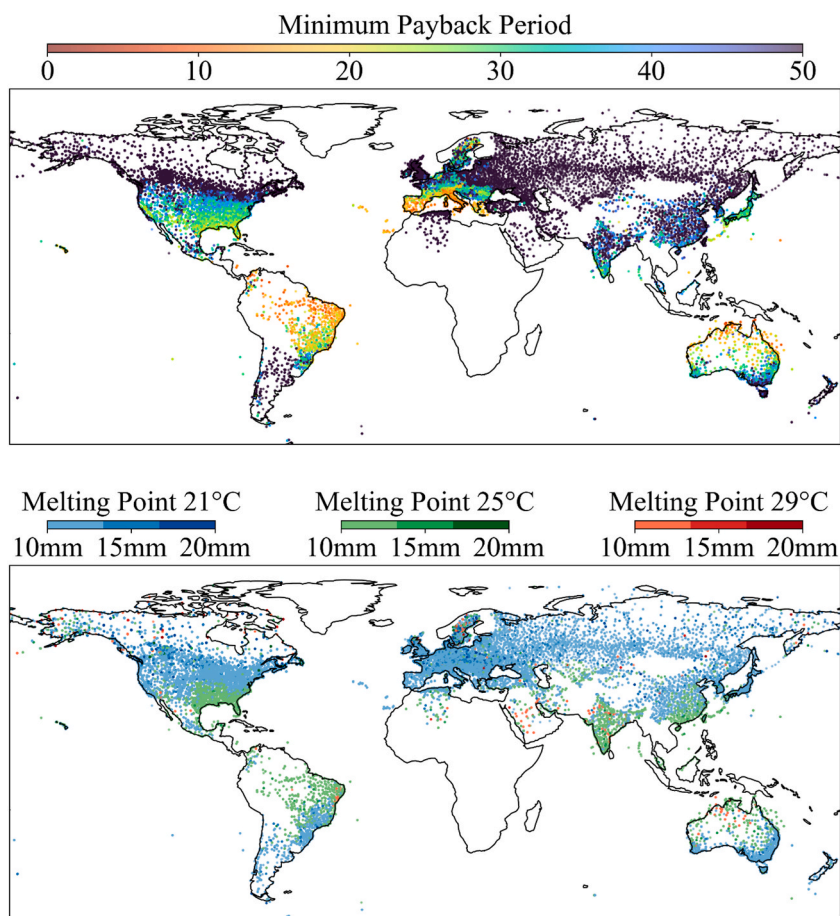 Minimum Payback Period
0 10 20 30 40 50
Melting Point 21°C Melting Point 25°C Melting Point 29°C
10mm 15mm 20mm 10mm 15mm 20mm 10mm 15mm 20mm